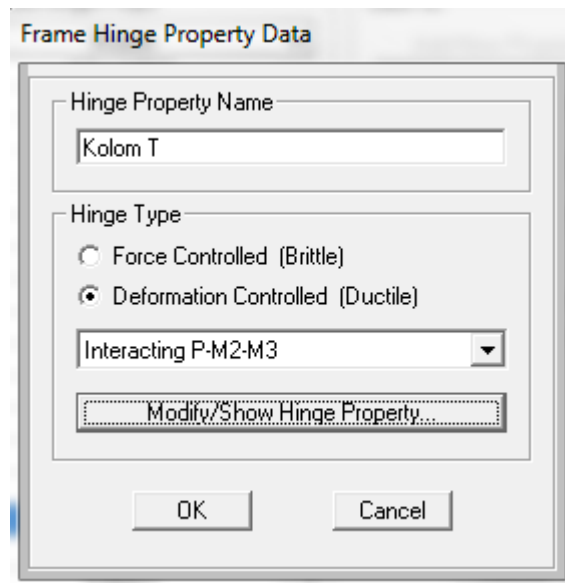 Frame Hinge Property Data
Hinge Property Name
Kolom T
Hinge Type
Force Controlled (Brittle)
Deformation Controlled (Ductile)
Interacting P-M2-M3
Modify/Show Hinge Property...
OK Cancel